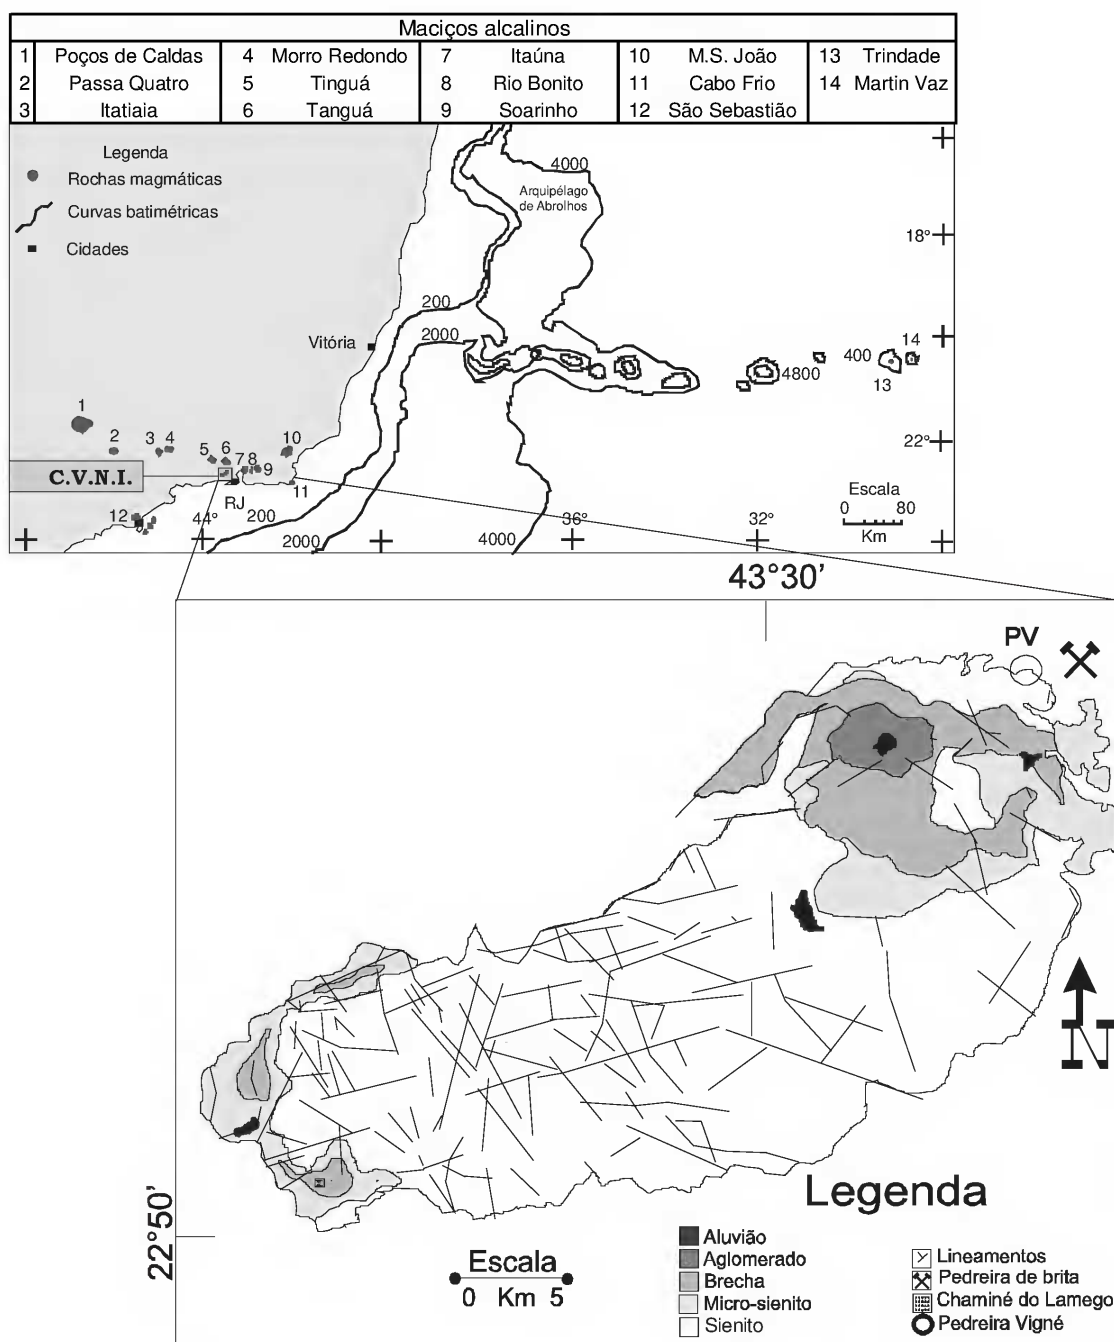 Maciços alcalinos
1 Poços de Caldas 4 Morro Redondo 7 Itaúna 10 M.S. João 13 Trindade
2 Passa Quatro 5 Tinguá 8 Rio Bonito 11 Cabo Frio 14 Martin Vaz
3 Itatiaia 6 Tanguá 9 Soarinho 12 São Sebastião
Legenda
Rochas magmáticas
Curvas batimétricas
Cidades
4000
Arquipélago
de Abrolhos
18°
200
2000
Vitória
14
400
4800
13
1
2
3 4
5 6
7 8 9
10
11
22°
C.V.N.I.
RJ
12
44°
200
2000
4000
36°
32°
Escala
0 80
Km
43°30'
PV
N
22°50'
Legenda
Aluvião
Aglomerado
Brecha
Micro-sienito
Sienito
Lineamentos
Pedreira de brita
Chaminé do Lamego
Pedreira Vigné
Escala
0 Km 5